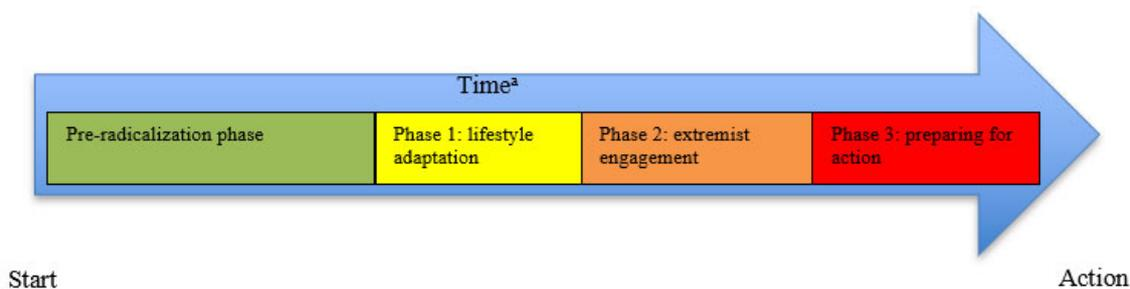 Timeᵃ
Pre-radicalization phase
Phase 1: lifestyle
adaptation
Phase 2: extremist
engagement
Phase 3: preparing for
action
Start
Action